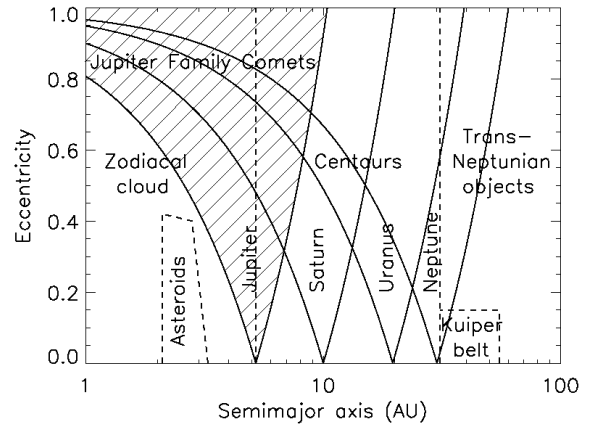 1.0
0.8
0.6
0.4
0.2
0.0
Eccentricity
Jupiter Family Comets
Zodiacal
cloud
Centaurs
Trans-
Neptunian
objects
Asteroids
Jupiter
Saturn
Uranus
Neptune
Kuiper
belt
1 10 100
Semimajor axis (AU)